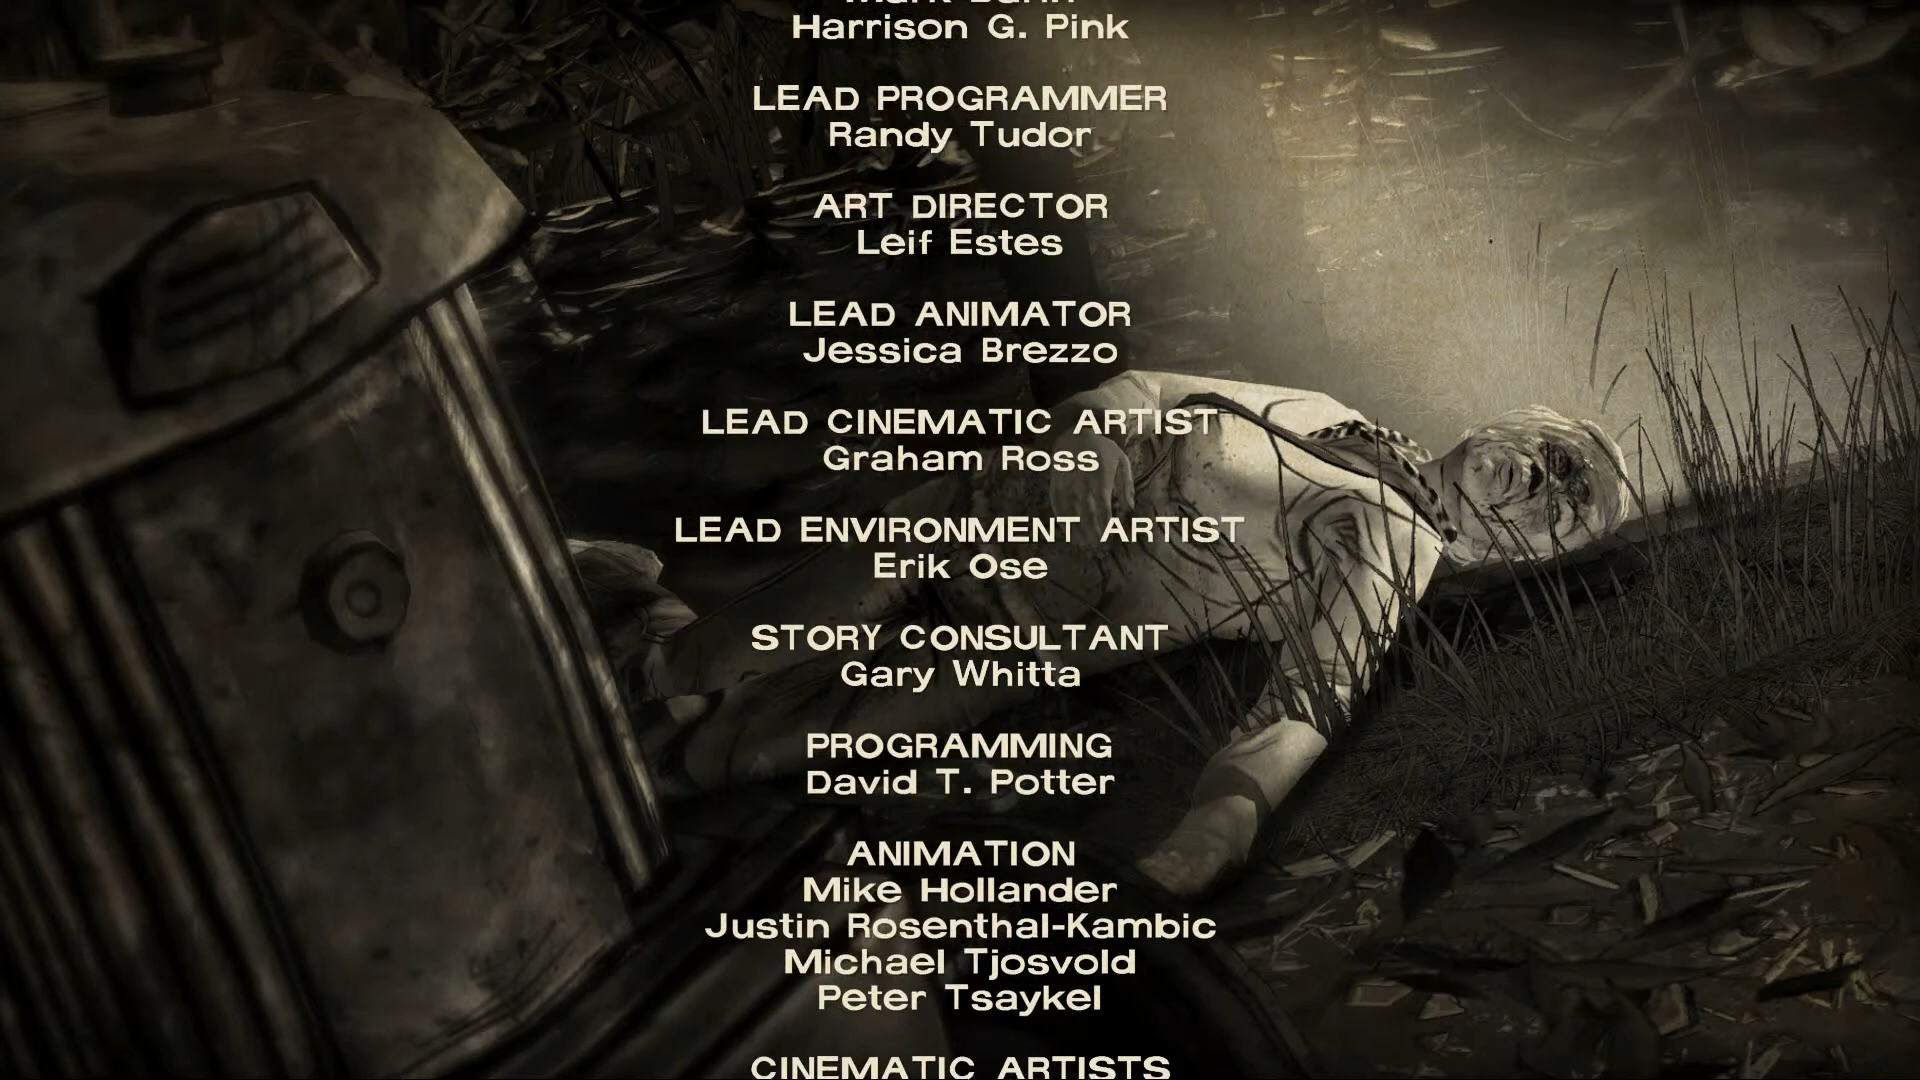 Harrison G. Pink
LEAD PROGRAMMER
Randy Tudor
ART DIRECTOR
Leif Estes
LEAD ANIMATOR
Jessica Brezzo
LEAD CINEMATIC ARTIST
Graham Ross
LEAD ENVIRONMENT ARTIST
Erik Ose
STORY CONSULTANT
Gary Whitta
PROGRAMMING
David T. Potter
ANIMATION
Mike Hollander
Justin Rosenthal-Kambic
Michael Tjosvold
Peter Tsaykel
CINEMATIC ARTISTS